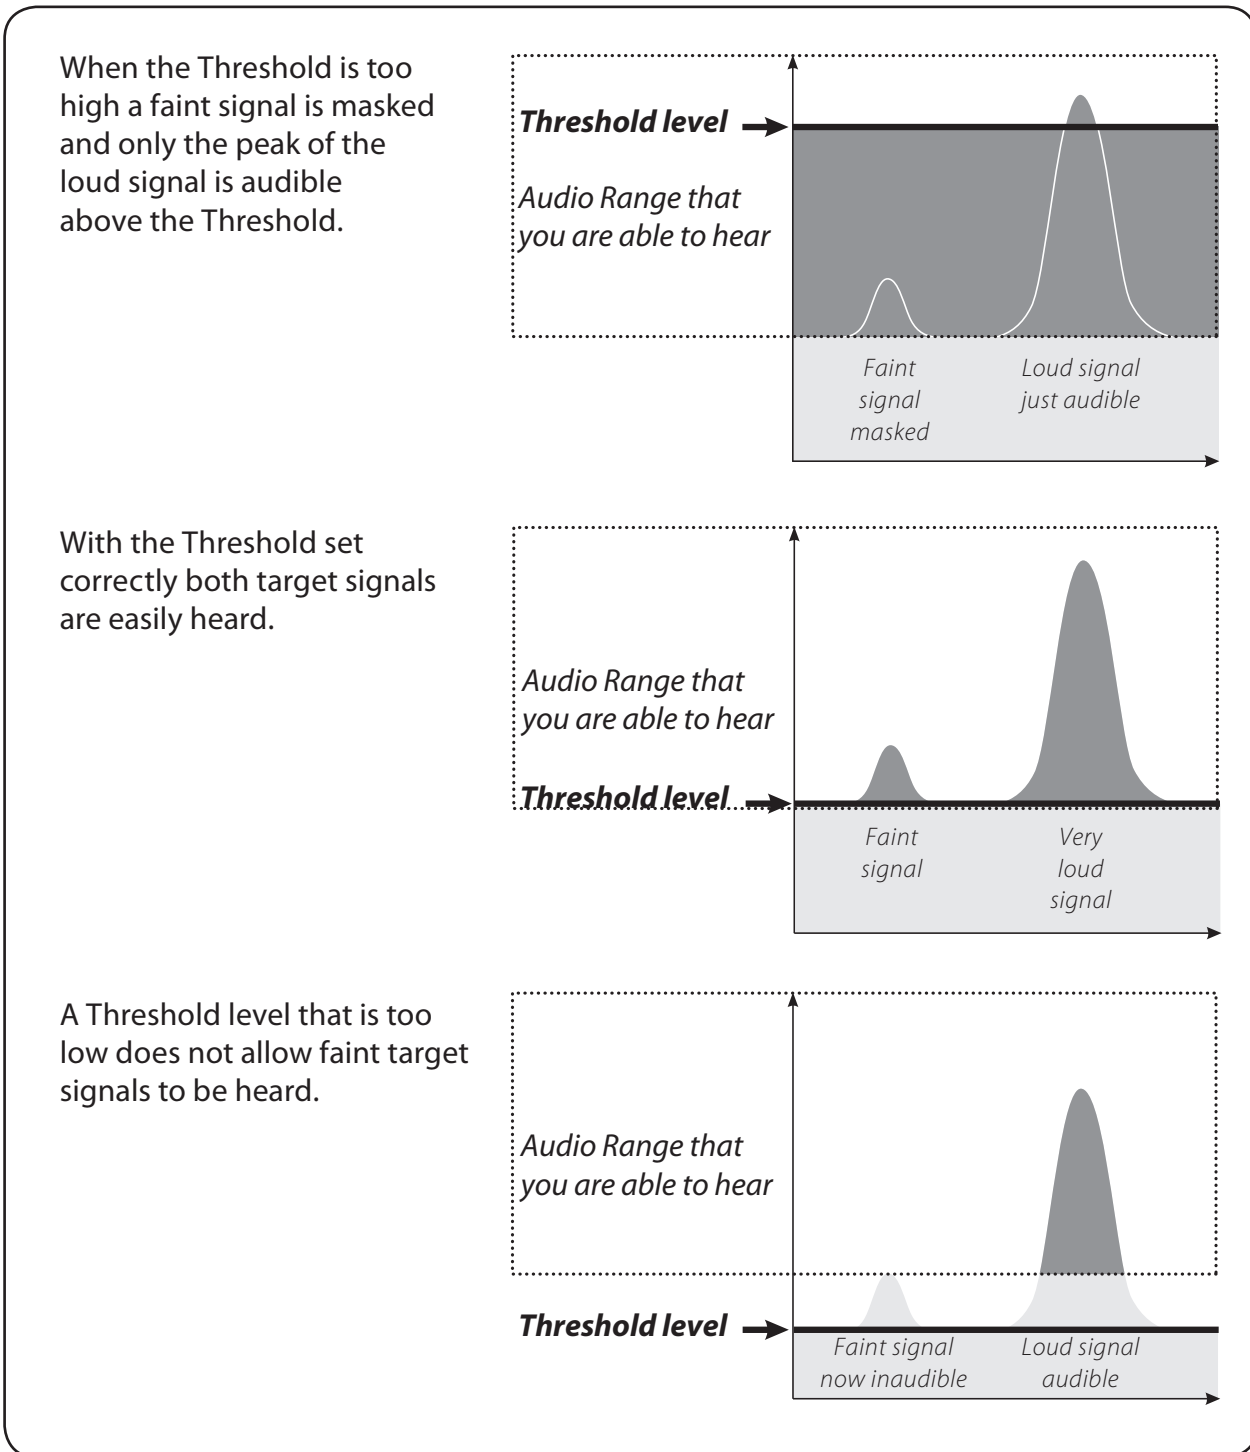 When the Threshold is too
high a faint signal is masked
and only the peak of the
loud signal is audible
above the Threshold.
Threshold level
Audio Range that
you are able to hear
Faint
signal
masked
Loud signal
just audible
With the Threshold set
correctly both target signals
are easily heard.
Audio Range that
you are able to hear
Threshold level
Faint
signal
Very
loud
signal
A Threshold level that is too
low does not allow faint target
signals to be heard.
Audio Range that
you are able to hear
Threshold level
Faint signal
now inaudible
Loud signal
audible